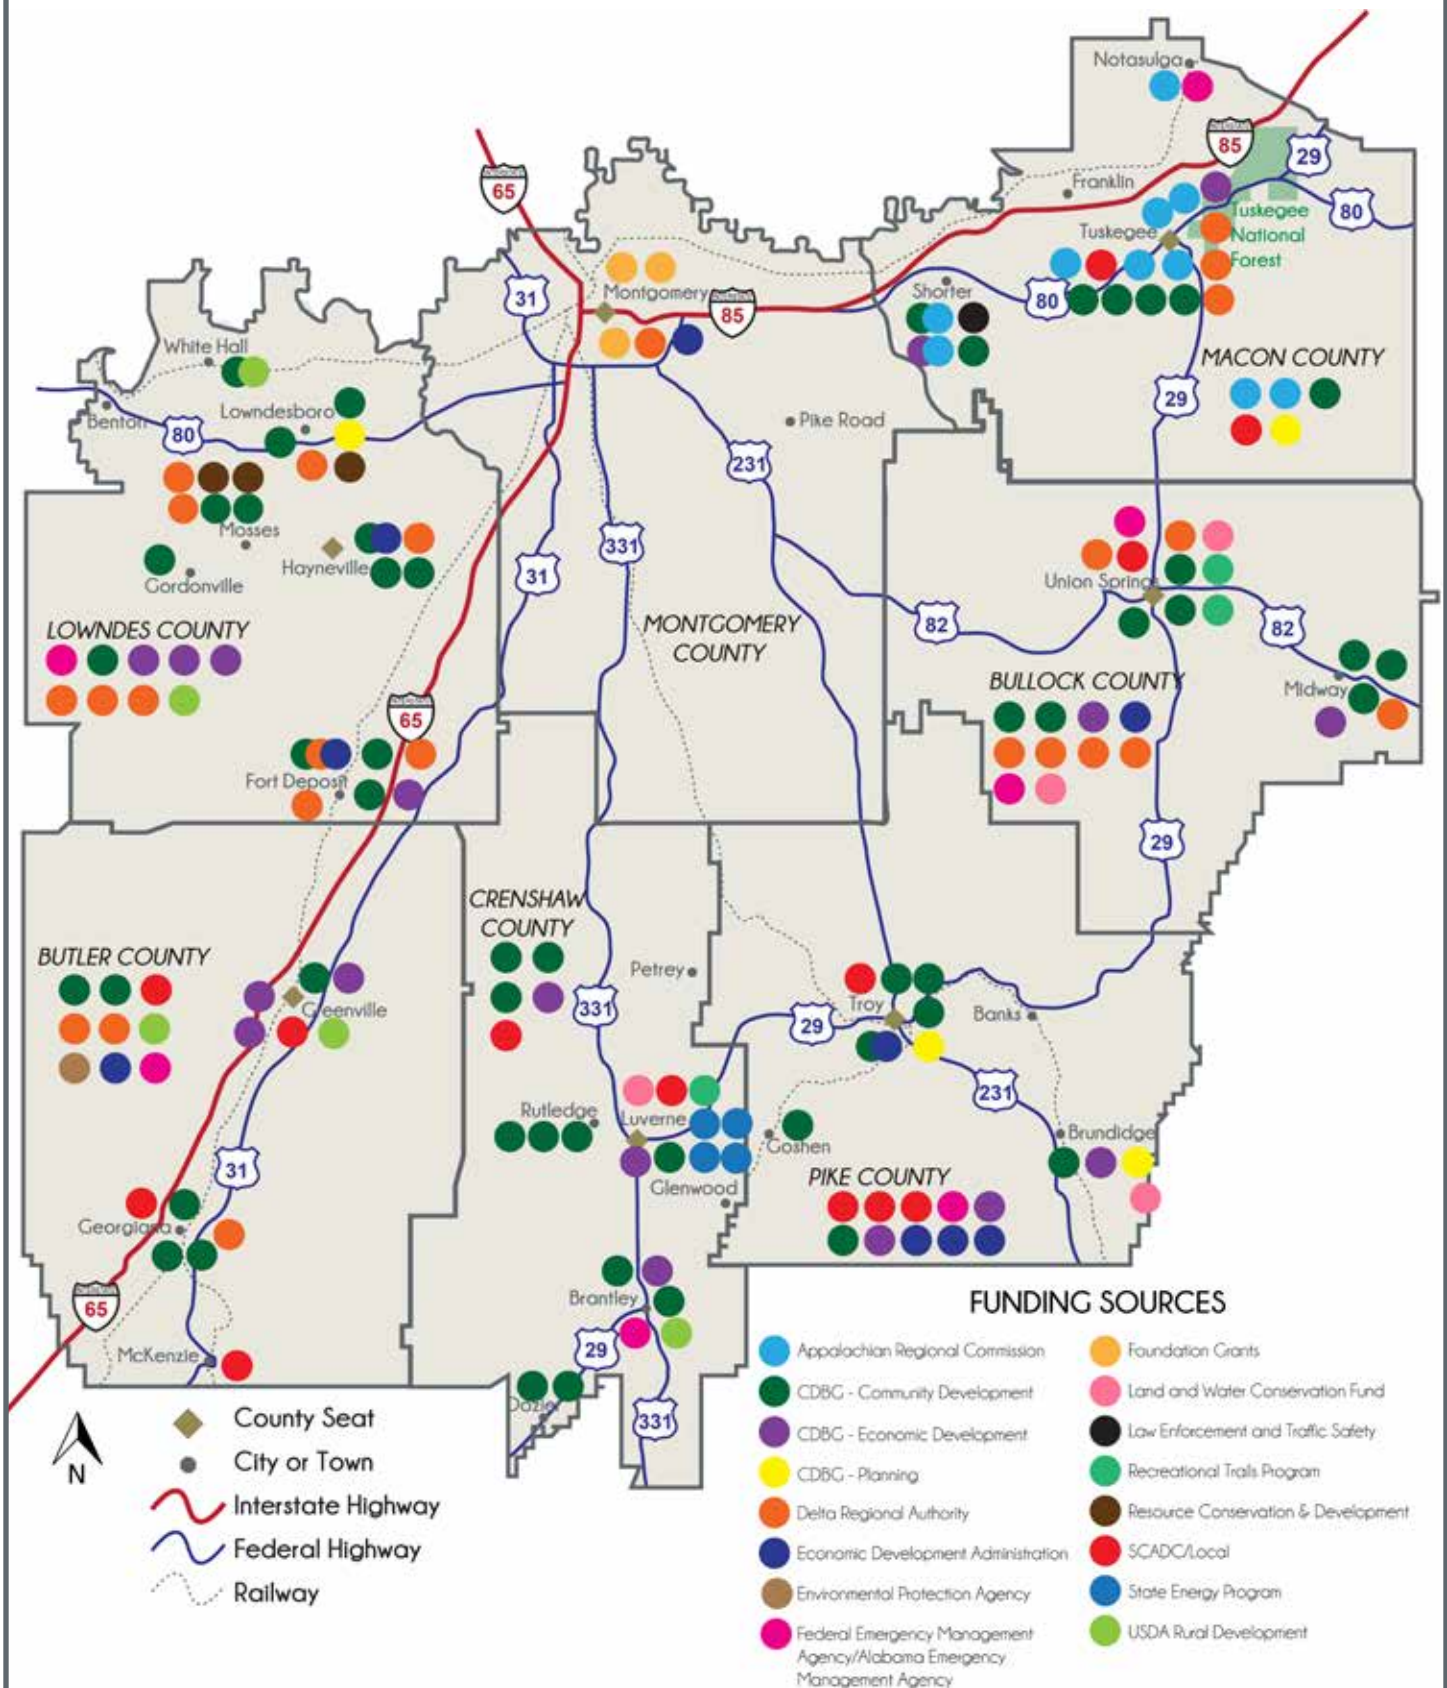 Notasulga
85
29
65
Franklin
80
Tuskegee
National
Forest
Tuskegee
31
Montgomery
85
Shorter
80
White Hall
MACON COUNTY
Benton
80
Lowndesboro
Pike Road
29
231
Mosses
Hayneville
Gordonville
331
31
Union Springs
82
82
LOWNDES COUNTY
MONTGOMERY
COUNTY
BULLOCK COUNTY
Midway
65
Fort Deposit
29
CRENSHAW
COUNTY
BUTLER COUNTY
Petrey
Greenville
331
Troy
29
Banks
231
Rutledge
Luverne
Goshen
Brundidge
31
Glenwood
PIKE COUNTY
Georgiana
65
Brantley
McKenzie
29
Dozier
331
N
County Seat
City or Town
Interstate Highway
Federal Highway
Railway
FUNDING SOURCES
Appalachian Regional Commission
CDBG - Community Development
CDBG - Economic Development
CDBG - Planning
Delta Regional Authority
Economic Development Administration
Environmental Protection Agency
Federal Emergency Management
Agency/Alabama Emergency
Management Agency
Foundation Grants
Land and Water Conservation Fund
Law Enforcement and Traffic Safety
Recreational Trails Program
Resource Conservation & Development
SCADC/Local
State Energy Program
USDA Rural Development